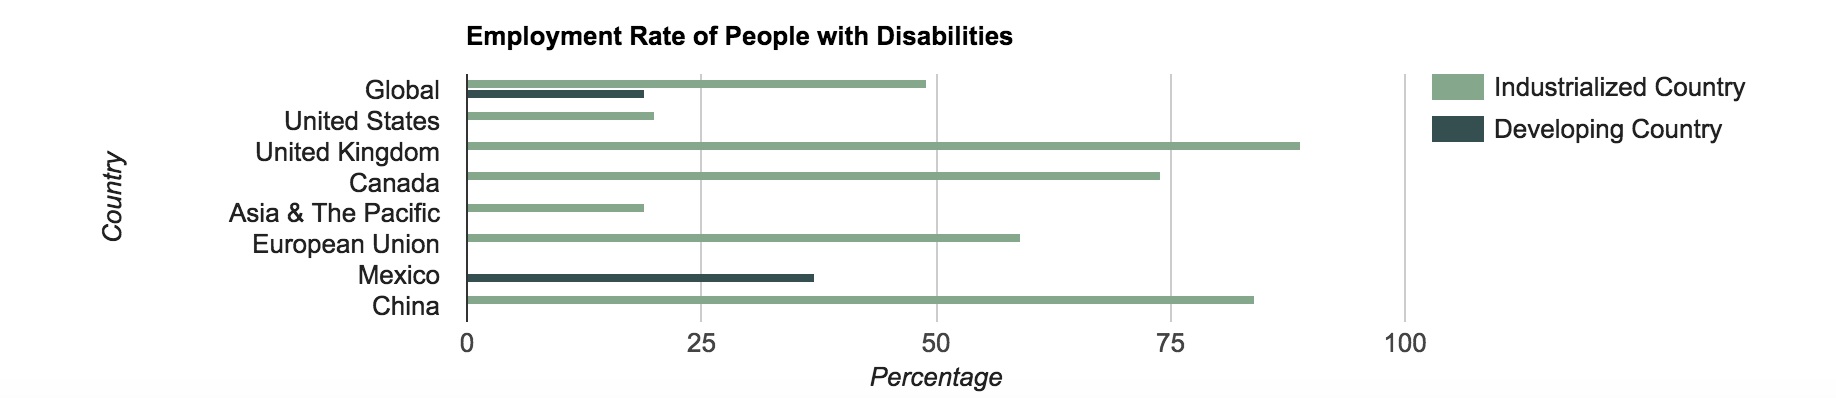 Employment Rate of People with Disabilities
Global
United States
United Kingdom
Canada
Asia & The Pacific
European Union
Mexico
China
Country
0 25 50 75 100
Percentage
Industrialized Country
Developing Country